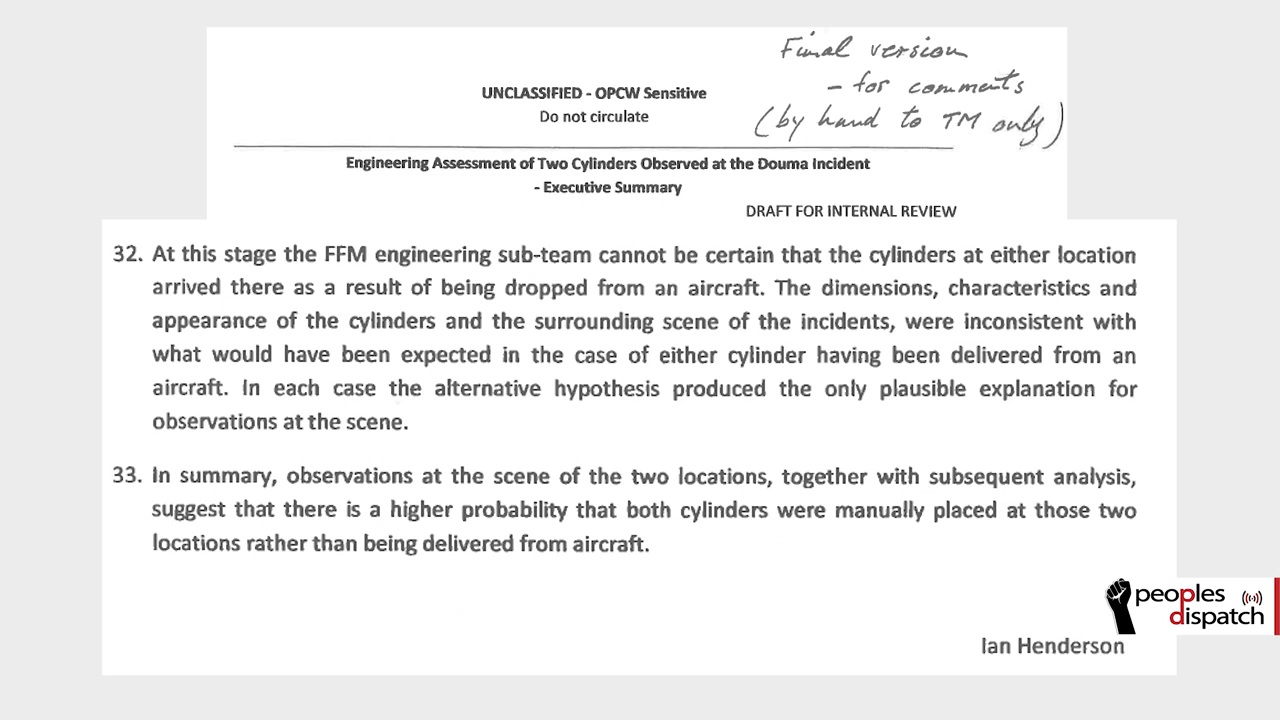 Final version
- for comments
(by hand to TM only)
UNCLASSIFIED - OPCW Sensitive
Do not circulate
Engineering Assessment of Two Cylinders Observed at the Douma Incident
- Executive Summary
DRAFT FOR INTERNAL REVIEW
32. At this stage the FFM engineering sub-team cannot be certain that the cylinders at either location
arrived there as a result of being dropped from an aircraft. The dimensions, characteristics and
appearance of the cylinders and the surrounding scene of the incidents, were inconsistent with
what would have been expected in the case of either cylinder having been delivered from an
aircraft. In each case the alternative hypothesis produced the only plausible explanation for
observations at the scene.
33. In summary, observations at the scene of the two locations, together with subsequent analysis,
suggest that there is a higher probability that both cylinders were manually placed at those two
locations rather than being delivered from aircraft.
peoples
dispatch
Ian Henderson